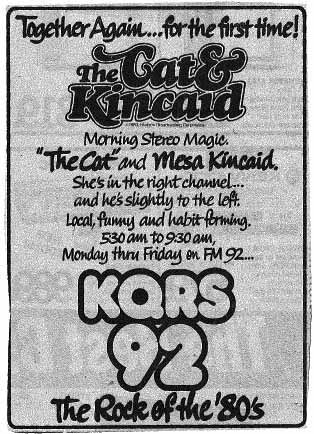 Together Again...for the first time!
The Cat &
Kincaid
Morning Stereo Magic.
"The Cat" and Mesa Kincaid.
She's in the right channel...
and he's slightly to the left.
Local, funny and habit forming.
5:30 am to 9:30 am,
Monday thru Friday on FM 92...
KQRS
92
The Rock of the '80s